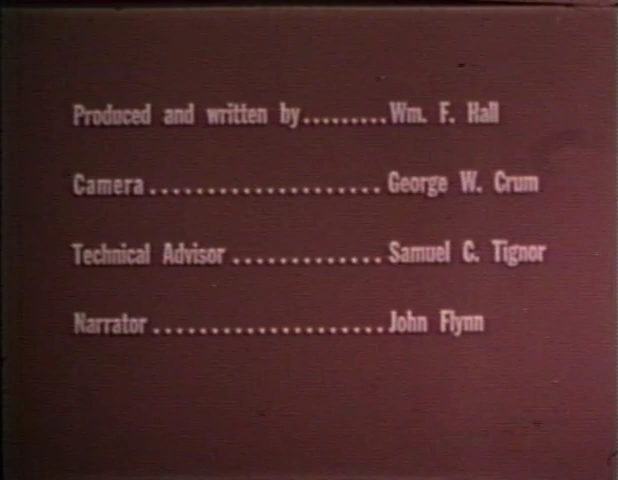 Produced and written by.........Wm. F. Hall
Camera.....................George W. Crum
Technical Advisor.............Samuel C. Tignor
Narrator....................John Flynn